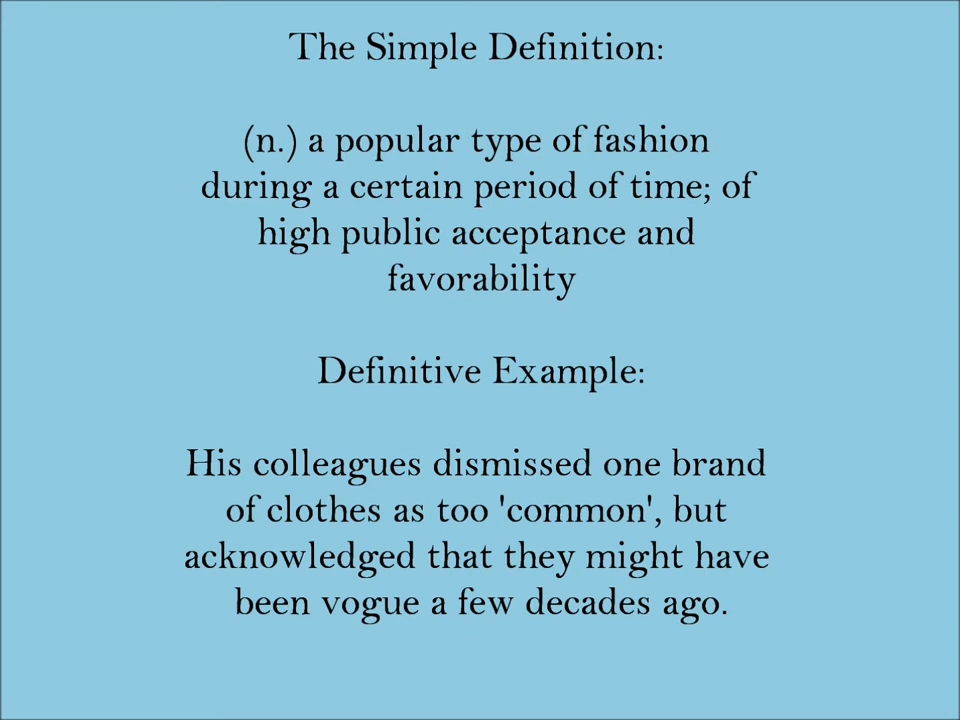 The Simple Definition:
(n.) a popular type of fashion
during a certain period of time; of
high public acceptance and
favorability
Definitive Example:
His colleagues dismissed one brand
of clothes as too 'common', but
acknowledged that they might have
been vogue a few decades ago.